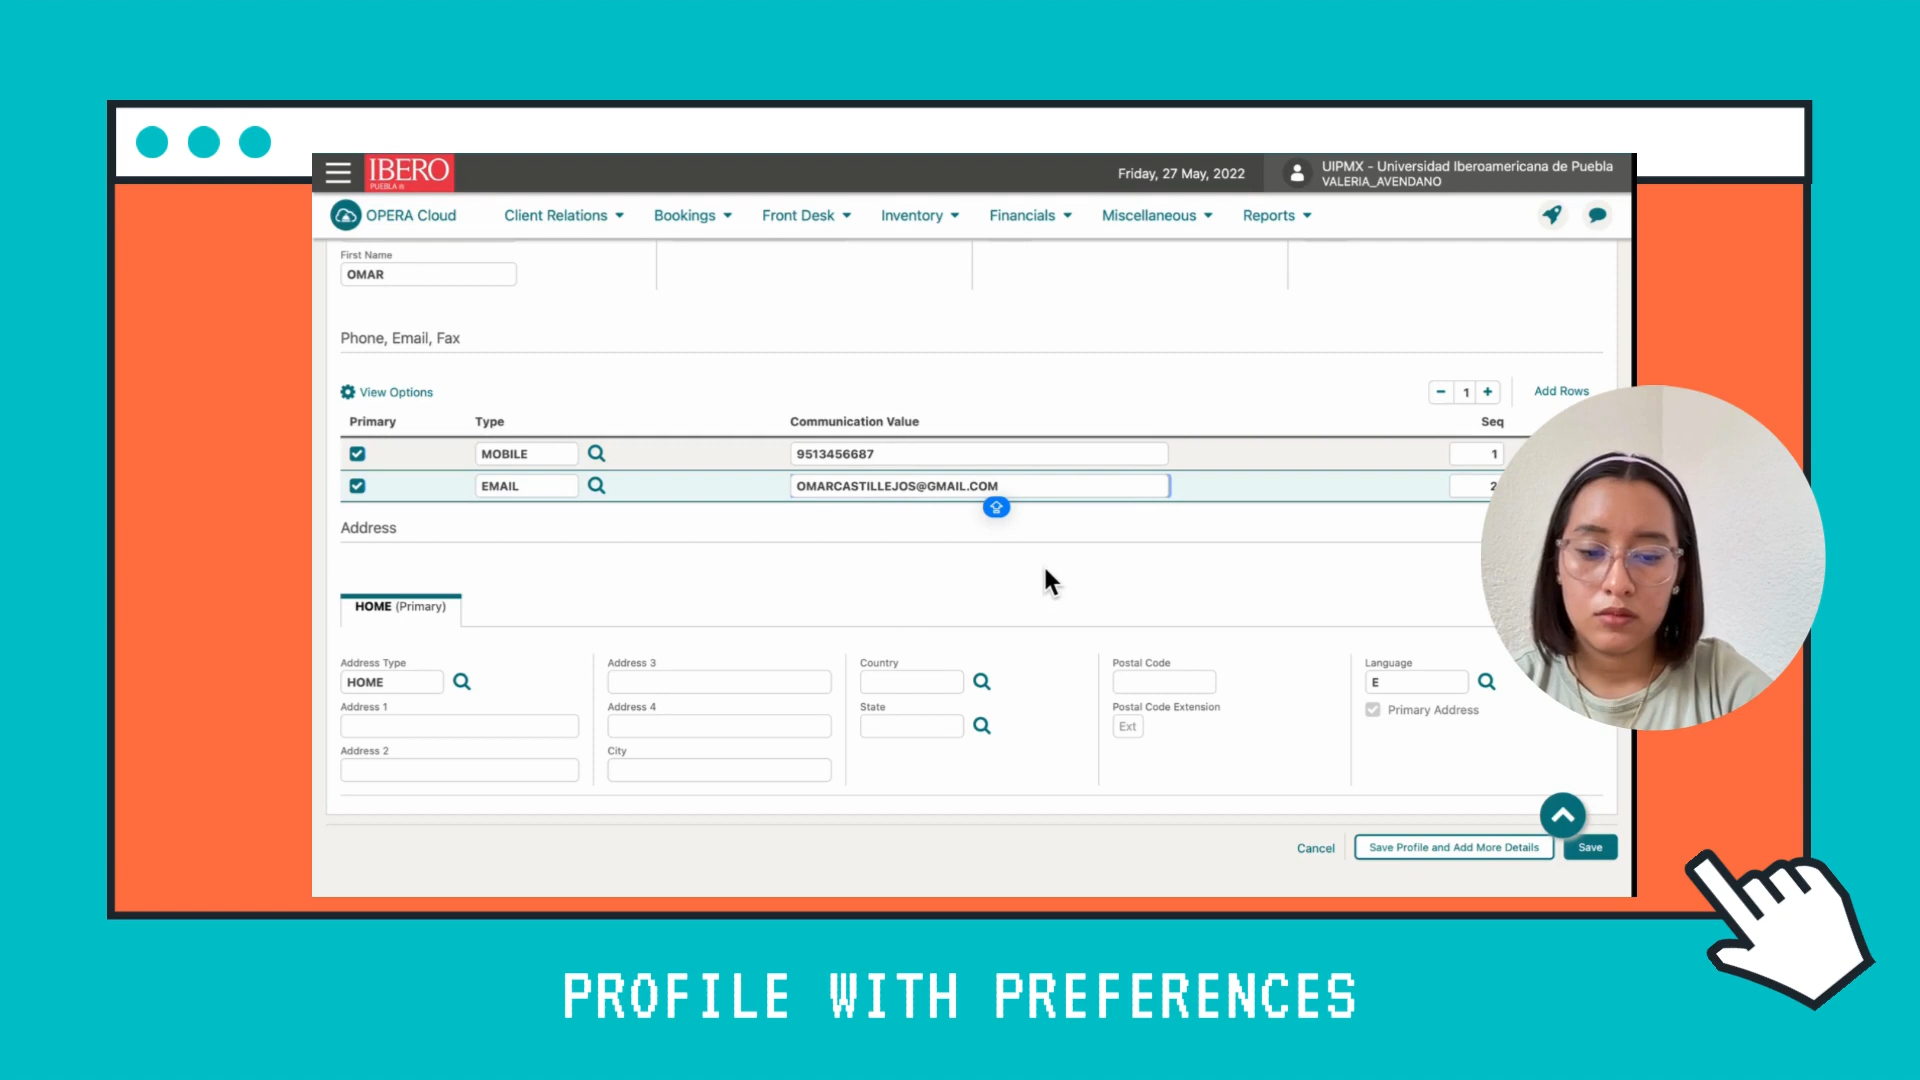 IBERO
PUEBLA
Friday, 27 May, 2022
UIPMX - Universidad Iberoamericana de Puebla
VALERIA_AVENDANO
OPERA Cloud
Client Relations
Bookings
Front Desk
Inventory
Financials
Miscellaneous
Reports
First Name
OMAR
Phone, Email, Fax
View Options
1
Add Rows
Primary Type Communication Value Seq
MOBILE 9513456687 1
EMAIL OMARCASTILLEJOS@GMAIL.COM 2
Address
HOME (Primary)
Address Type
HOME
Address 1
Address 2
Address 3
Address 4
City
Country
State
Postal Code
Postal Code Extension
Ext
Language
E
Primary Address
Cancel
Save Profile and Add More Details
Save
PROFILE WITH PREFERENCES